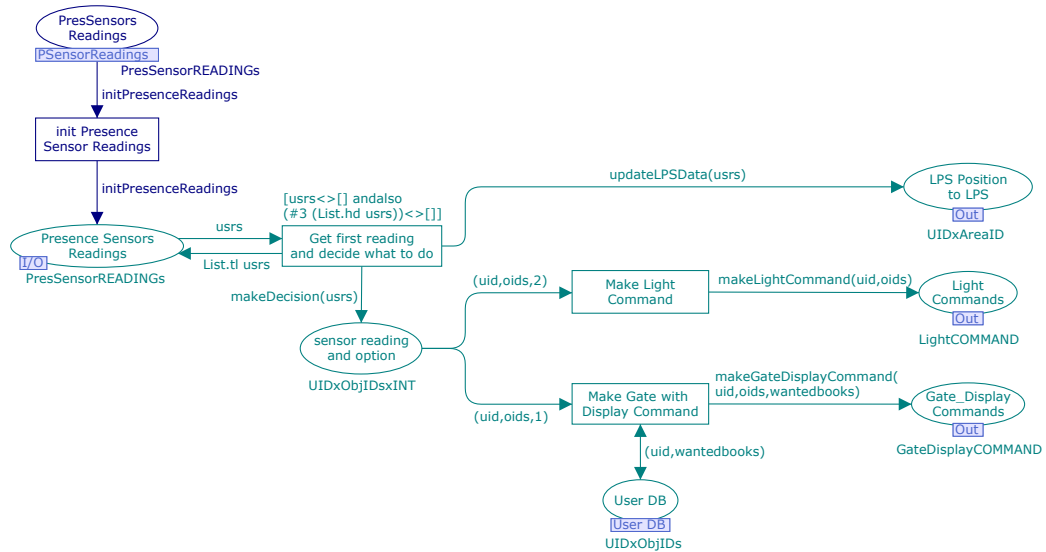 PresSensors
Readings
PSensorReadings
PresSensorREADINGs
initPresenceReadings
init Presence
Sensor Readings
initPresenceReadings
Presence Sensors
Readings
I/O
PresSensorREADINGs
usrs
List.tl usrs
[usrs<>[] andalso
(#3 (List.hd usrs))<>[]]
Get first reading
and decide what to do
updateLPSData(usrs)
LPS Position
to LPS
Out
UIDxAreaID
makeDecision(usrs)
sensor reading
and option
UIDxObjIDsxINT
(uid,oids,2)
Make Light
Command
makeLightCommand(uid,oids)
Light
Commands
Out
LightCOMMAND
(uid,oids,1)
Make Gate with
Display Command
makeGateDisplayCommand(
uid,oids,wantedbooks)
Gate_Display
Commands
Out
GateDisplayCOMMAND
(uid,wantedbooks)
User DB
User DB
UIDxObjIDs